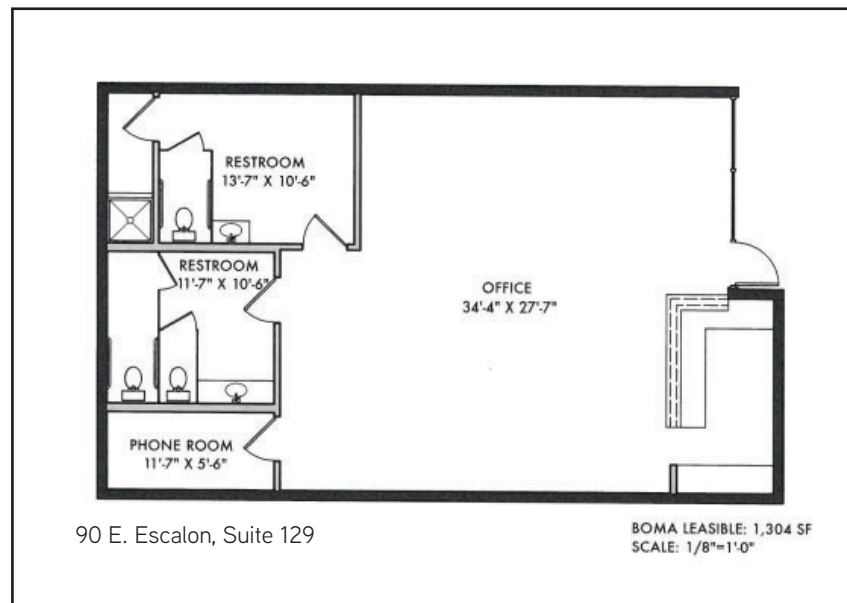 RESTROOM
13'-7" X 10'-6"
RESTROOM
11'-7" X 10'-6"
OFFICE
34'-4" X 27'-7"
PHONE ROOM
11'-7" X 5'-6"
90 E. Escalon, Suite 129
BOMA LEASIBLE: 1,304 SF
SCALE: 1/8"=1'-0"